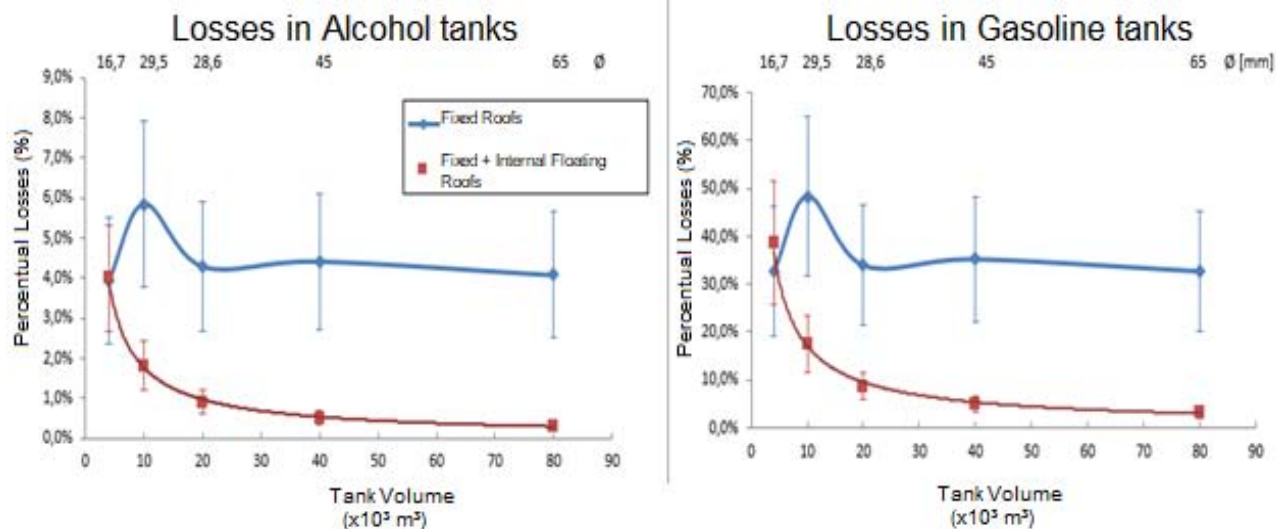 Losses in Alcohol tanks
16,7 29,5 28,6 45 65 Ø
9,0%
8,0%
7,0%
6,0%
5,0%
4,0%
3,0%
2,0%
1,0%
0,0%
Percentual Losses (%)
Fixed Roofs
Fixed + Internal Floating
Roofs
0 10 20 30 40 50 60 70 80 90
Tank Volume
(x10³ m³)
Losses in Gasoline tanks
16,7 29,5 28,6 45 65 Ø [mm]
70,0%
60,0%
50,0%
40,0%
30,0%
20,0%
10,0%
0,0%
Percentual Losses (%)
0 10 20 30 40 50 60 70 80 90
Tank Volume
(x10³ m³)